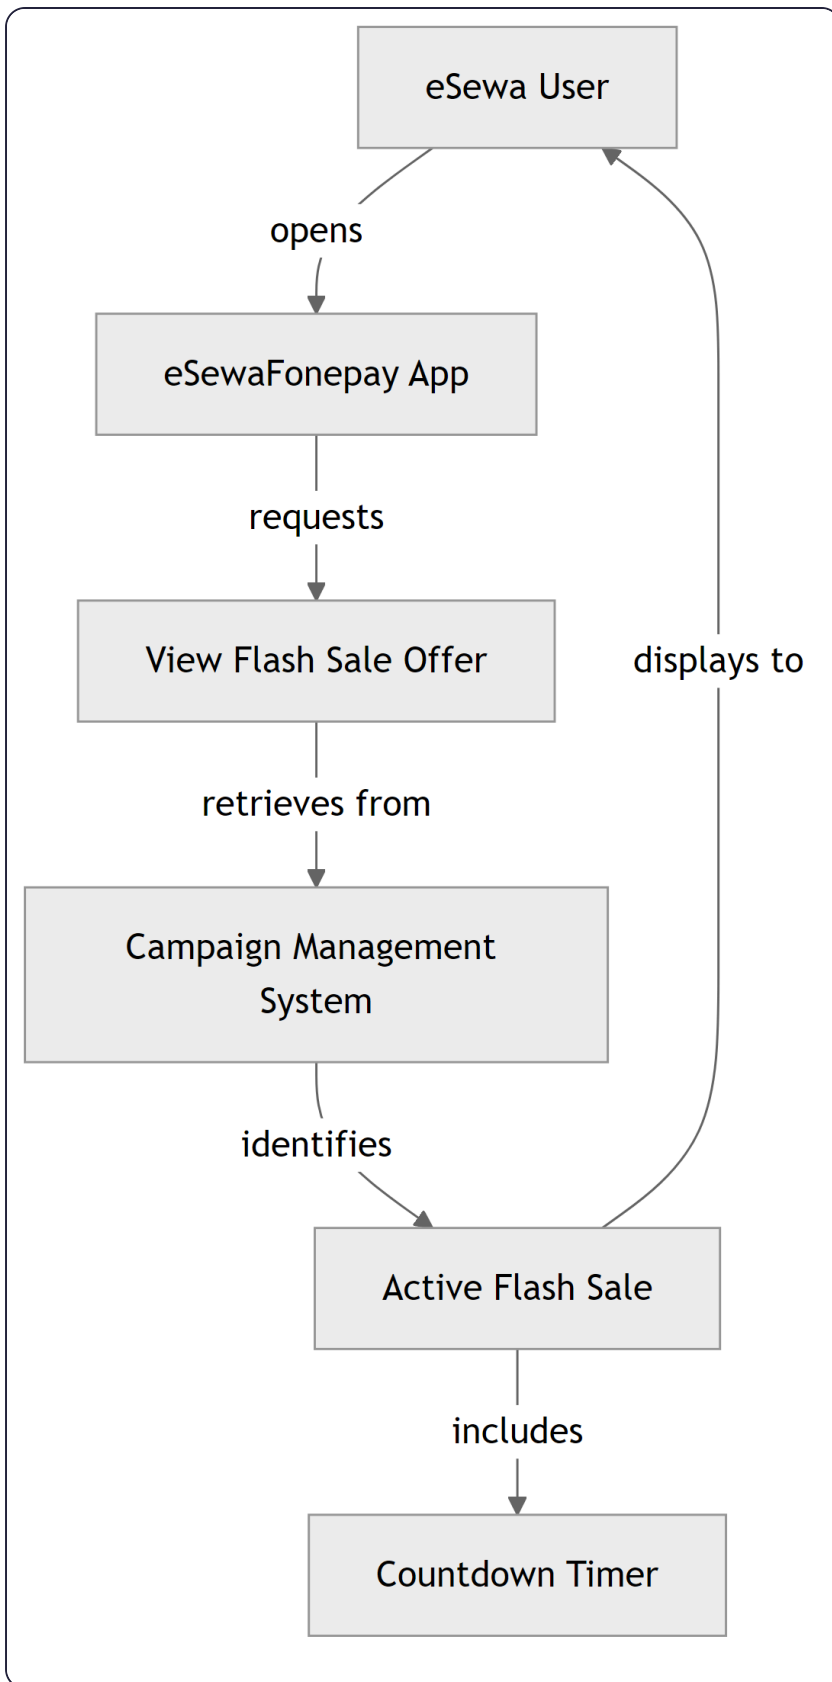 eSewa User
opens
eSewaFonepay App
requests
View Flash Sale Offer
displays to
retrieves from
Campaign Management
System
identifies
Active Flash Sale
includes
Countdown Timer